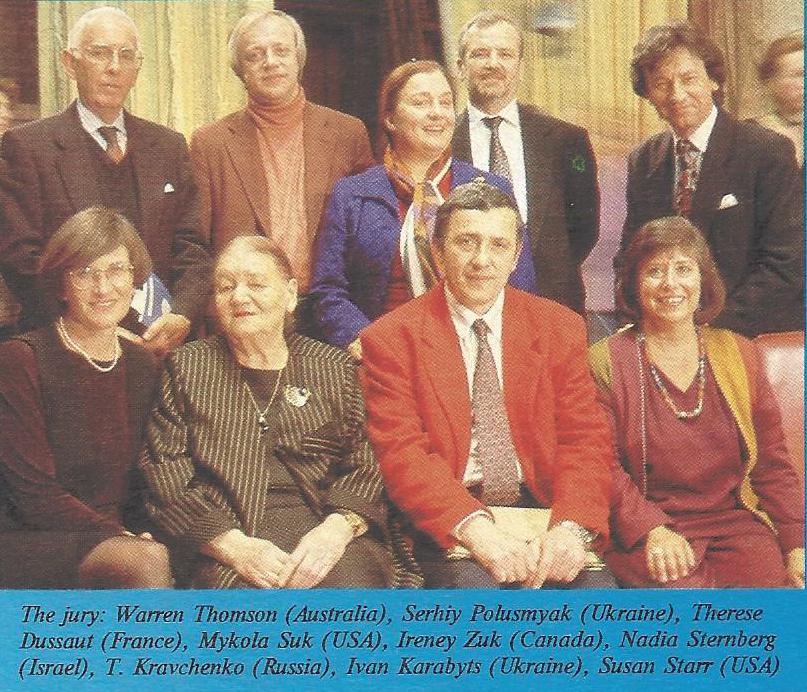 The jury: Warren Thomson (Australia), Serhiy Polusmyak (Ukraine), Therese
Dussaut (France), Mykola Suk (USA), Ireney Zuk (Canada), Nadia Sternberg
(Israel), T. Kravchenko (Russia), Ivan Karabyts (Ukraine), Susan Starr (USA)